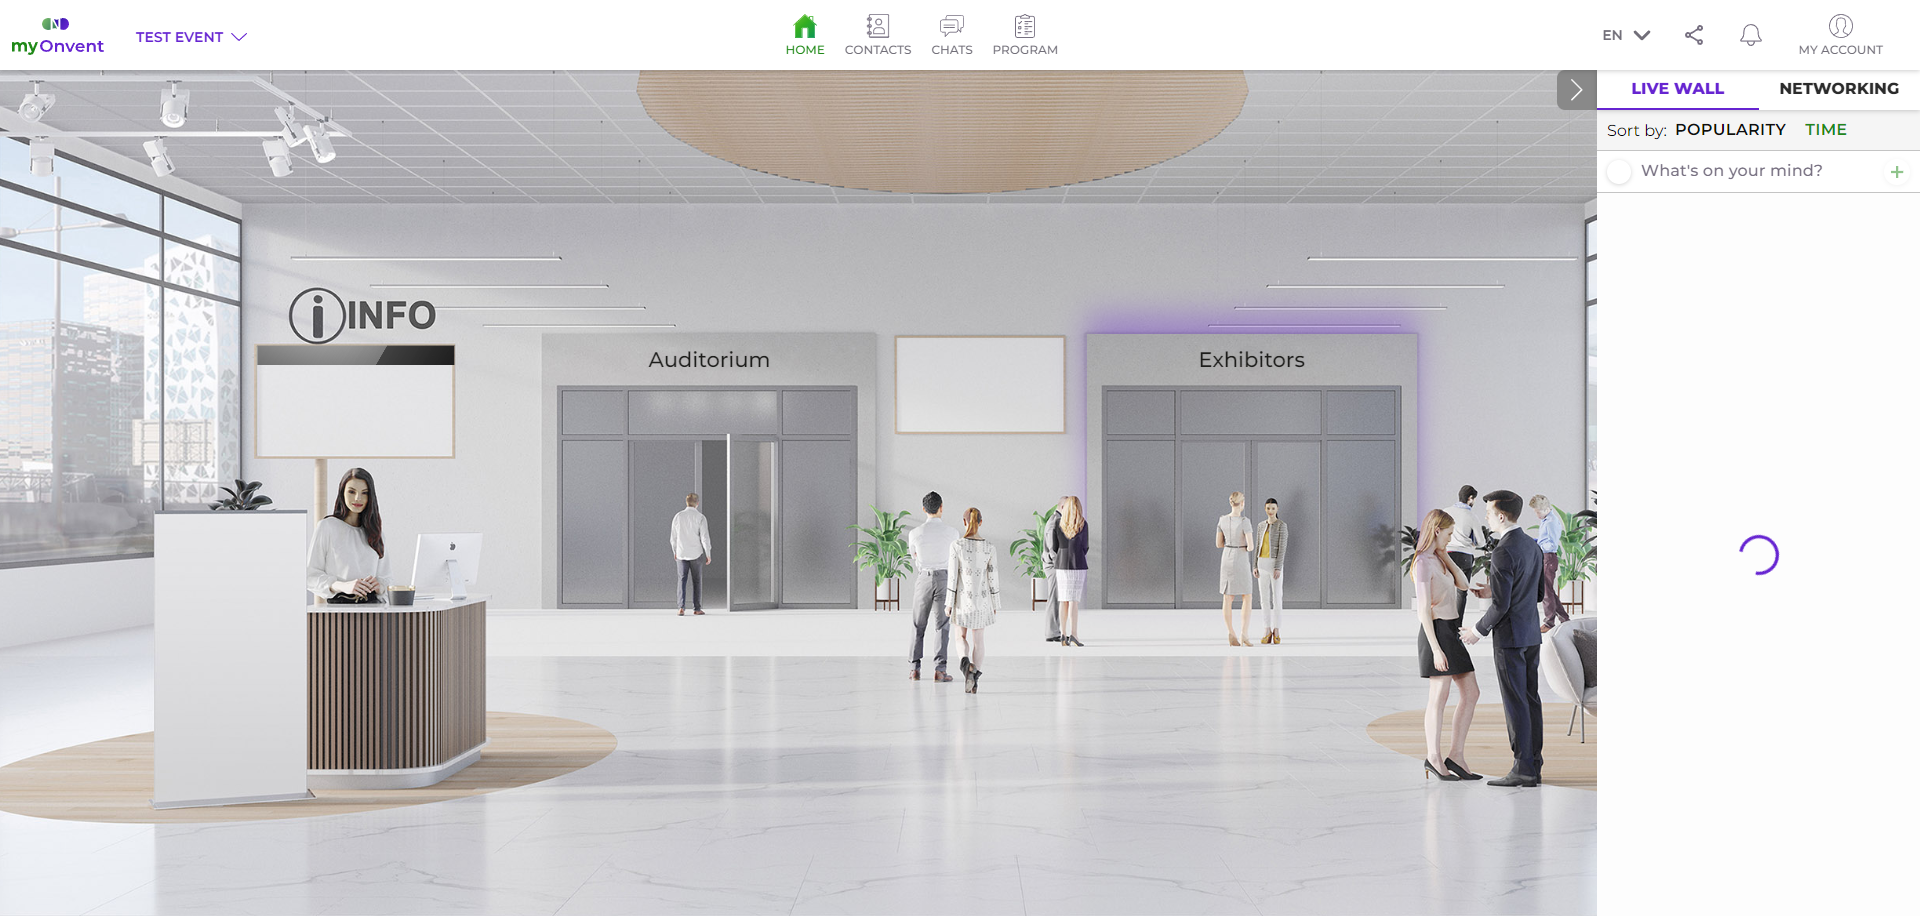 myOnvent
TEST EVENT
HOME
CONTACTS
CHATS
PROGRAM
EN
MY ACCOUNT
LIVE WALL
NETWORKING
Sort by: POPULARITY TIME
What's on your mind?
INFO
Auditorium
Exhibitors